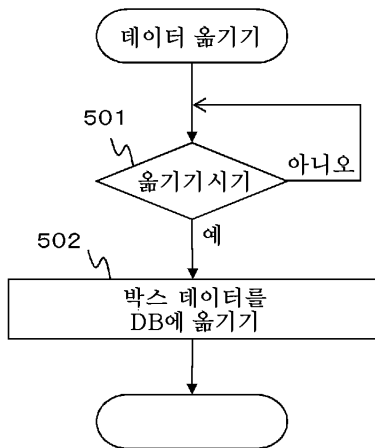 데이터 옮기기
501
옮기기 시기
아니오
예
502
박스 데이터를
DB에 옮기기